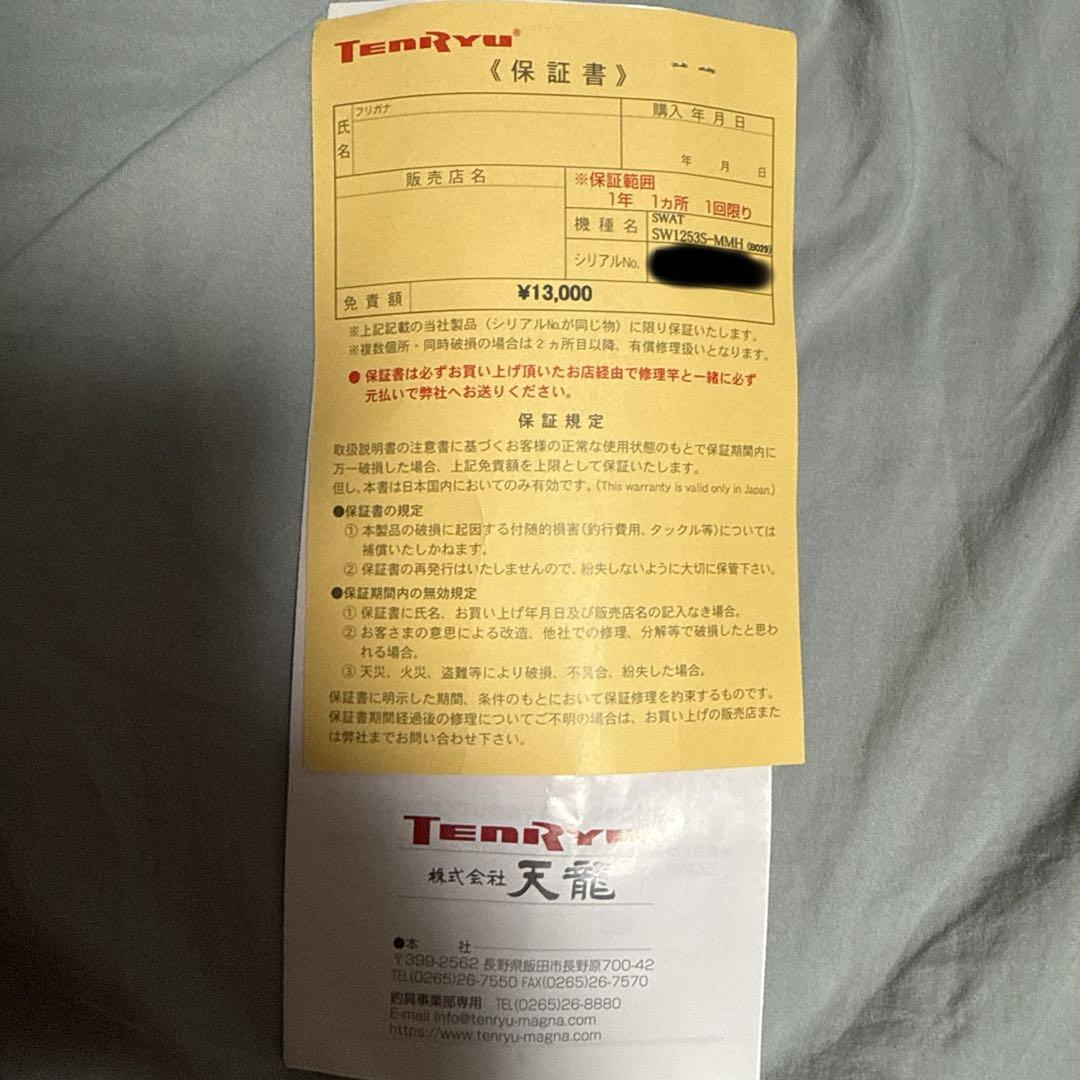 TENRYU®
《保証書》
フリガナ
氏名
購入年月日
年 月 日
販売店名
※保証範囲
1年 1ヵ所 1回限り
機種名
SWAT
SW1253S-MMH (B029)
シリアルNo.
免責額
¥13,000
※上記記載の当社製品（シリアルNo.が同じ物）に限り保証いたします。
※複数個所・同時破損の場合は２ヵ所目以降、有償修理扱いとなります。
●保証書は必ずお買い上げ頂いたお店経由で修理竿と一緒に必ず
元払いで弊社へお送りください。
保証規定
取扱説明書の注意書に基づくお客様の正常な使用状態のもとで保証期間内に
万一破損した場合、上記免責額を上限として保証いたします。
但し、本書は日本国内においてのみ有効です。(This warranty is valid only in Japan.)
●保証書の規定
① 本製品の破損に起因する付随的損害(釣行費用、タックル等)については
補償いたしかねます。
② 保証書の再発行はいたしませんので、紛失しないように大切に保管下さい。
●保証期間内の無効規定
① 保証書に氏名、お買い上げ年月日及び販売店名の記入なき場合。
② お客さまの意思による改造、他社での修理、分解等で破損したと思わ
れる場合。
③ 天災、火災、盗難等により破損、不具合、紛失した場合。
保証書に明示した期間、条件のもとにおいて保証修理を約束するものです。
保証書期間経過後の修理についてご不明の場合は、お買い上げの販売店また
は弊社までお問い合わせ下さい。
TENRYU
株式会社 天龍
●本 社
〒399-2562 長野県飯田市長野原700-42
TEL(0265)26-7550 FAX(0265)26-7570
釣具事業部専用 TEL(0265)26-8880
E-mail Info@tenryu-magna.com
https://www.tenryu-magna.com